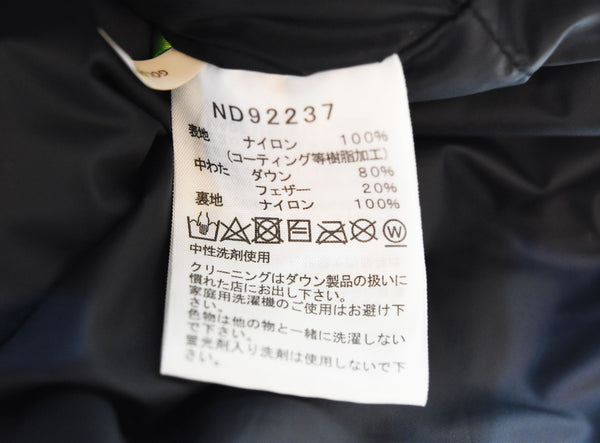 GOL
ND92237
表地 ナイロン 100%
(コーティング等樹脂加工)
中わた ダウン 80%
フェザー 20%
裏地 ナイロン 100%
W
中性洗剤使用
クリーニングはダウン製品の扱いに
慣れた店にお出し下さい。
家庭用洗濯機のご使用はお避け下
さい。
色物は他の物と一緒に洗濯しない
で下さい。
蛍光剤入り洗剤は使用しないで下
さい。